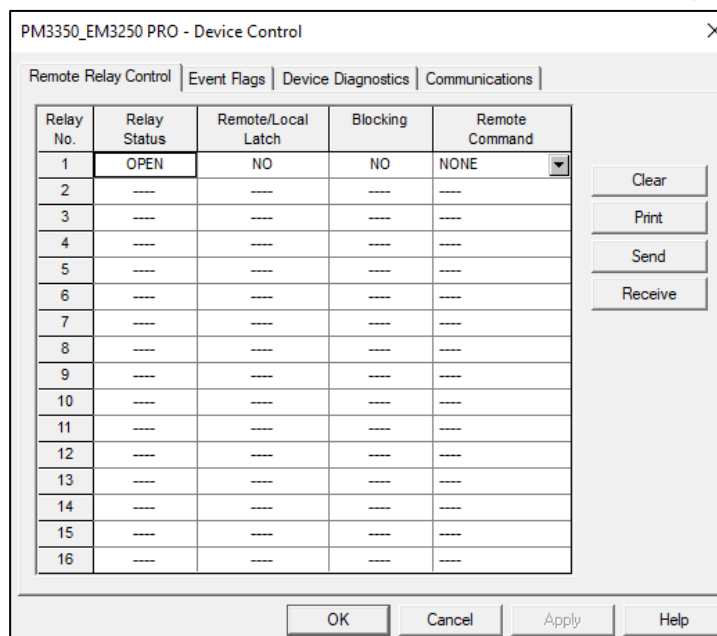 PM3350_EM3250 PRO - Device Control
Remote Relay Control Event Flags Device Diagnostics Communications
Relay No. Relay Status Remote/Local Latch Blocking Remote Command
1 OPEN NO NO NONE
2 ---- ---- ---- ----
3 ---- ---- ---- ----
4 ---- ---- ---- ----
5 ---- ---- ---- ----
6 ---- ---- ---- ----
7 ---- ---- ---- ----
8 ---- ---- ---- ----
9 ---- ---- ---- ----
10 ---- ---- ---- ----
11 ---- ---- ---- ----
12 ---- ---- ---- ----
13 ---- ---- ---- ----
14 ---- ---- ---- ----
15 ---- ---- ---- ----
16 ---- ---- ---- ----
Clear
Print
Send
Receive
OK Cancel Apply Help